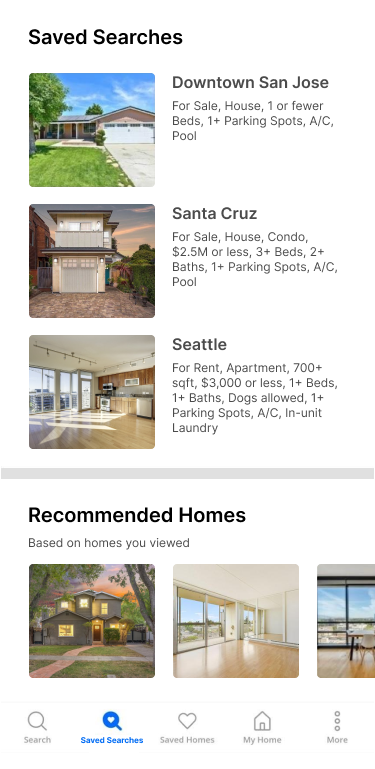 Saved Searches
Downtown San Jose
For Sale, House, 1 or fewer
Beds, 1+ Parking Spots, A/C,
Pool
Santa Cruz
For Sale, House, Condo,
$2.5M or less, 3+ Beds, 2+
Baths, 1+ Parking Spots, A/C,
Pool
Seattle
For Rent, Apartment, 700+
sqft, $3,000 or less, 1+ Beds,
1+ Baths, Dogs allowed, 1+
Parking Spots, A/C, In-unit
Laundry
Recommended Homes
Based on homes you viewed
Search
Saved Searches
Saved Homes
My Home
More